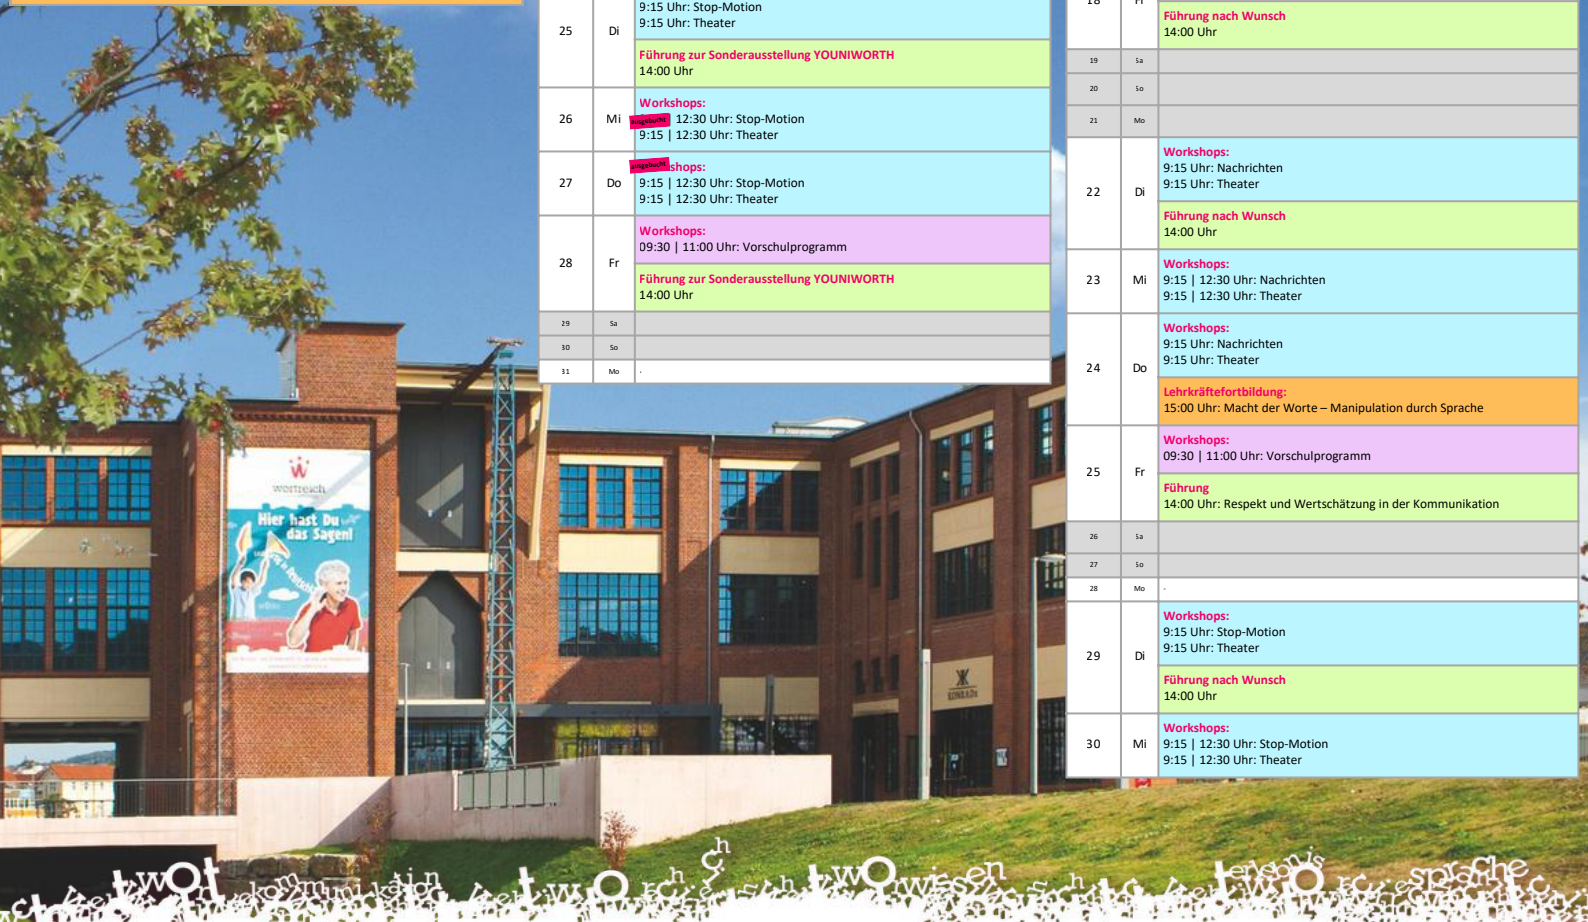 9:15 Uhr: Stop-Motion
25 Di 9:15 Uhr: Theater
Führung zur Sonderausstellung YOUNIWORTH
14:00 Uhr
Workshops:
26 Mi ausgebucht 12:30 Uhr: Stop-Motion
9:15 | 12:30 Uhr: Theater
ausgebucht shops:
27 Do 9:15 | 12:30 Uhr: Stop-Motion
9:15 | 12:30 Uhr: Theater
Workshops:
09:30 | 11:00 Uhr: Vorschulprogramm
28 Fr
Führung zur Sonderausstellung YOUNIWORTH
14:00 Uhr
29 Sa
30 So
31 Mo -
18 Fr
Führung nach Wunsch
14:00 Uhr
19 Sa
20 So
21 Mo
Workshops:
9:15 Uhr: Nachrichten
9:15 Uhr: Theater
22 Di
Führung nach Wunsch
14:00 Uhr
Workshops:
23 Mi 9:15 | 12:30 Uhr: Nachrichten
9:15 | 12:30 Uhr: Theater
Workshops:
9:15 Uhr: Nachrichten
9:15 Uhr: Theater
24 Do
Lehrkräftefortbildung:
15:00 Uhr: Macht der Worte – Manipulation durch Sprache
Workshops:
09:30 | 11:00 Uhr: Vorschulprogramm
25 Fr
Führung
14:00 Uhr: Respekt und Wertschätzung in der Kommunikation
26 Sa
27 So
28 Mo -
Workshops:
9:15 Uhr: Stop-Motion
9:15 Uhr: Theater
29 Di
Führung nach Wunsch
14:00 Uhr
Workshops:
30 Mi 9:15 | 12:30 Uhr: Stop-Motion
9:15 | 12:30 Uhr: Theater
wortreich
Hier hast Du
das Sagen!
wissen
erlebnis
sprache